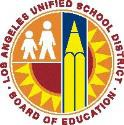 LOS ANGELES UNIFIED SCHOOL DISTRICT
BOARD OF EDUCATION